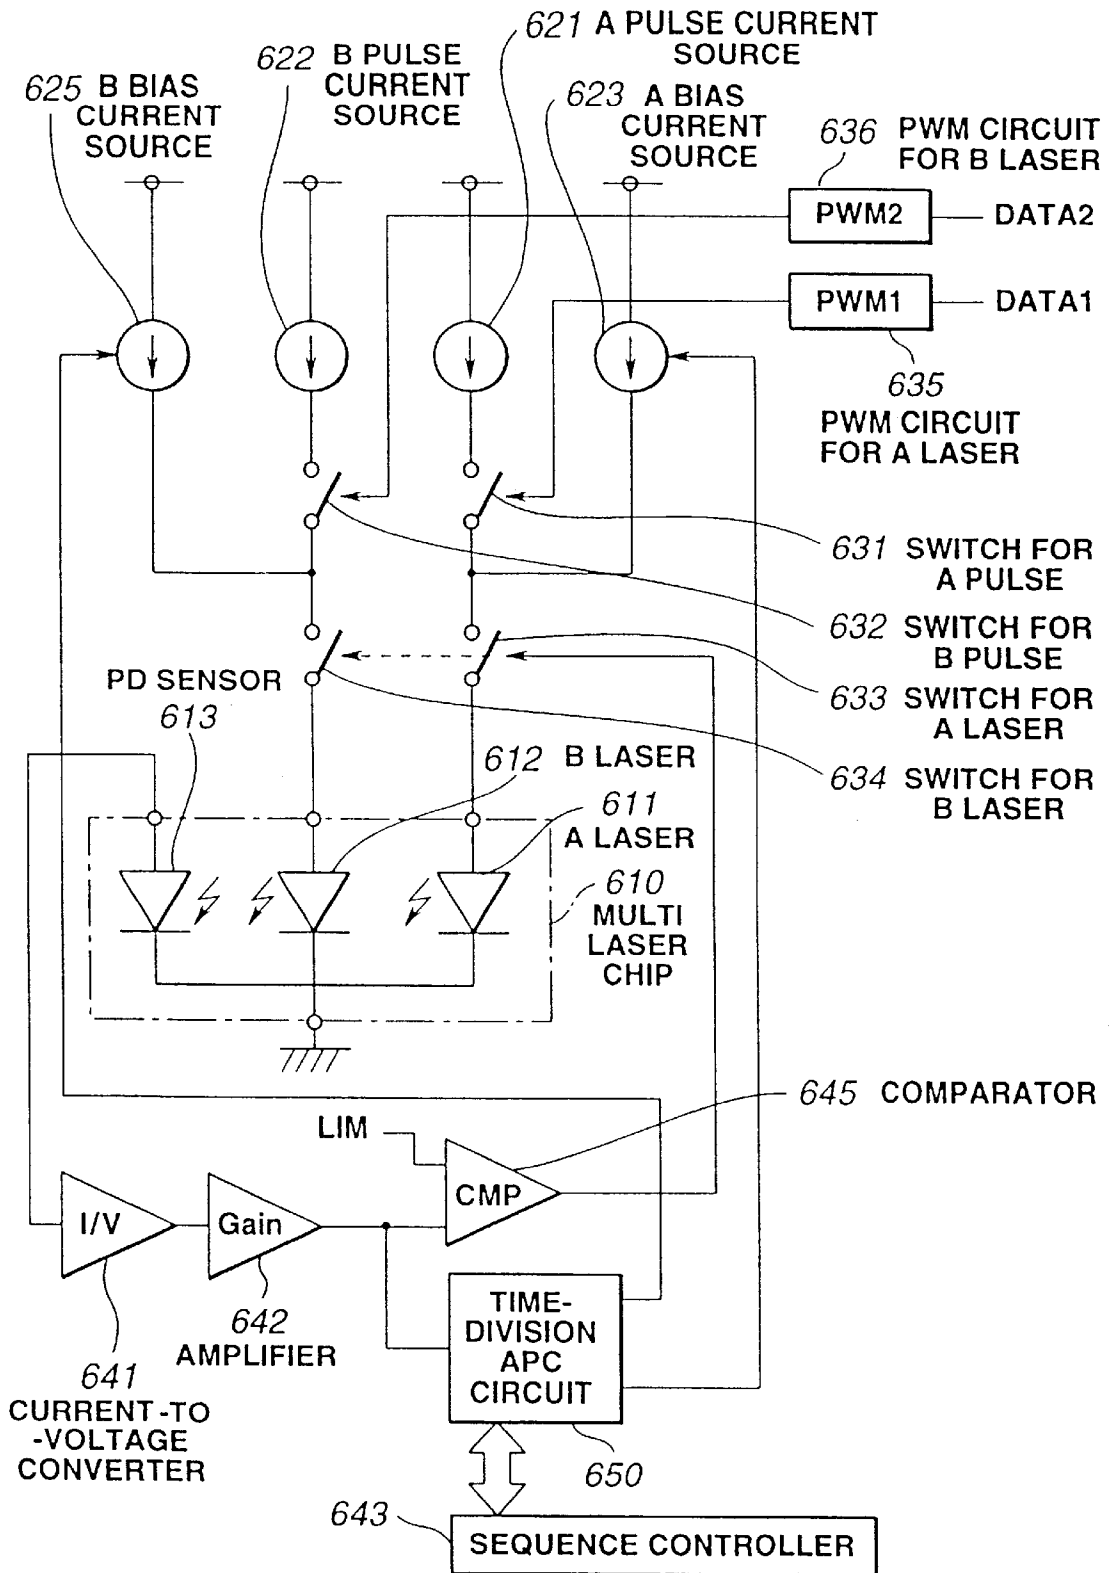 621 A PULSE CURRENT
SOURCE
622 B PULSE
CURRENT
SOURCE
625 B BIAS
CURRENT
SOURCE
623 A BIAS
CURRENT
SOURCE
636 PWM CIRCUIT
FOR B LASER
PWM2
DATA2
PWM1
DATA1
635
PWM CIRCUIT
FOR A LASER
631 SWITCH FOR
A PULSE
632 SWITCH FOR
B PULSE
633 SWITCH FOR
A LASER
634 SWITCH FOR
B LASER
PD SENSOR
613
612 B LASER
611
A LASER
610
MULTI
LASER
CHIP
645 COMPARATOR
LIM
CMP
I/V
Gain
642
AMPLIFIER
641
CURRENT-TO
-VOLTAGE
CONVERTER
TIME-
DIVISION
APC
CIRCUIT
650
643
SEQUENCE CONTROLLER